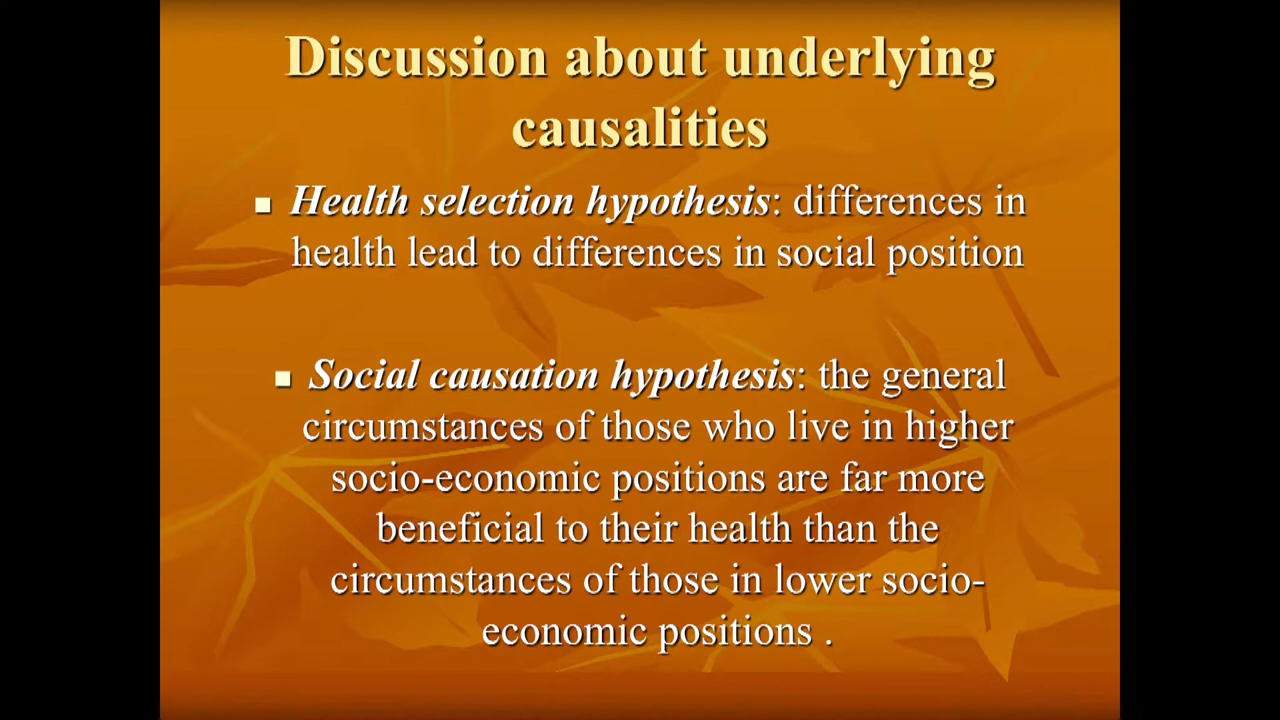 Discussion about underlying
causalities
▪ Health selection hypothesis: differences in
health lead to differences in social position
▪ Social causation hypothesis: the general
circumstances of those who live in higher
socio-economic positions are far more
beneficial to their health than the
circumstances of those in lower socio-
economic positions .